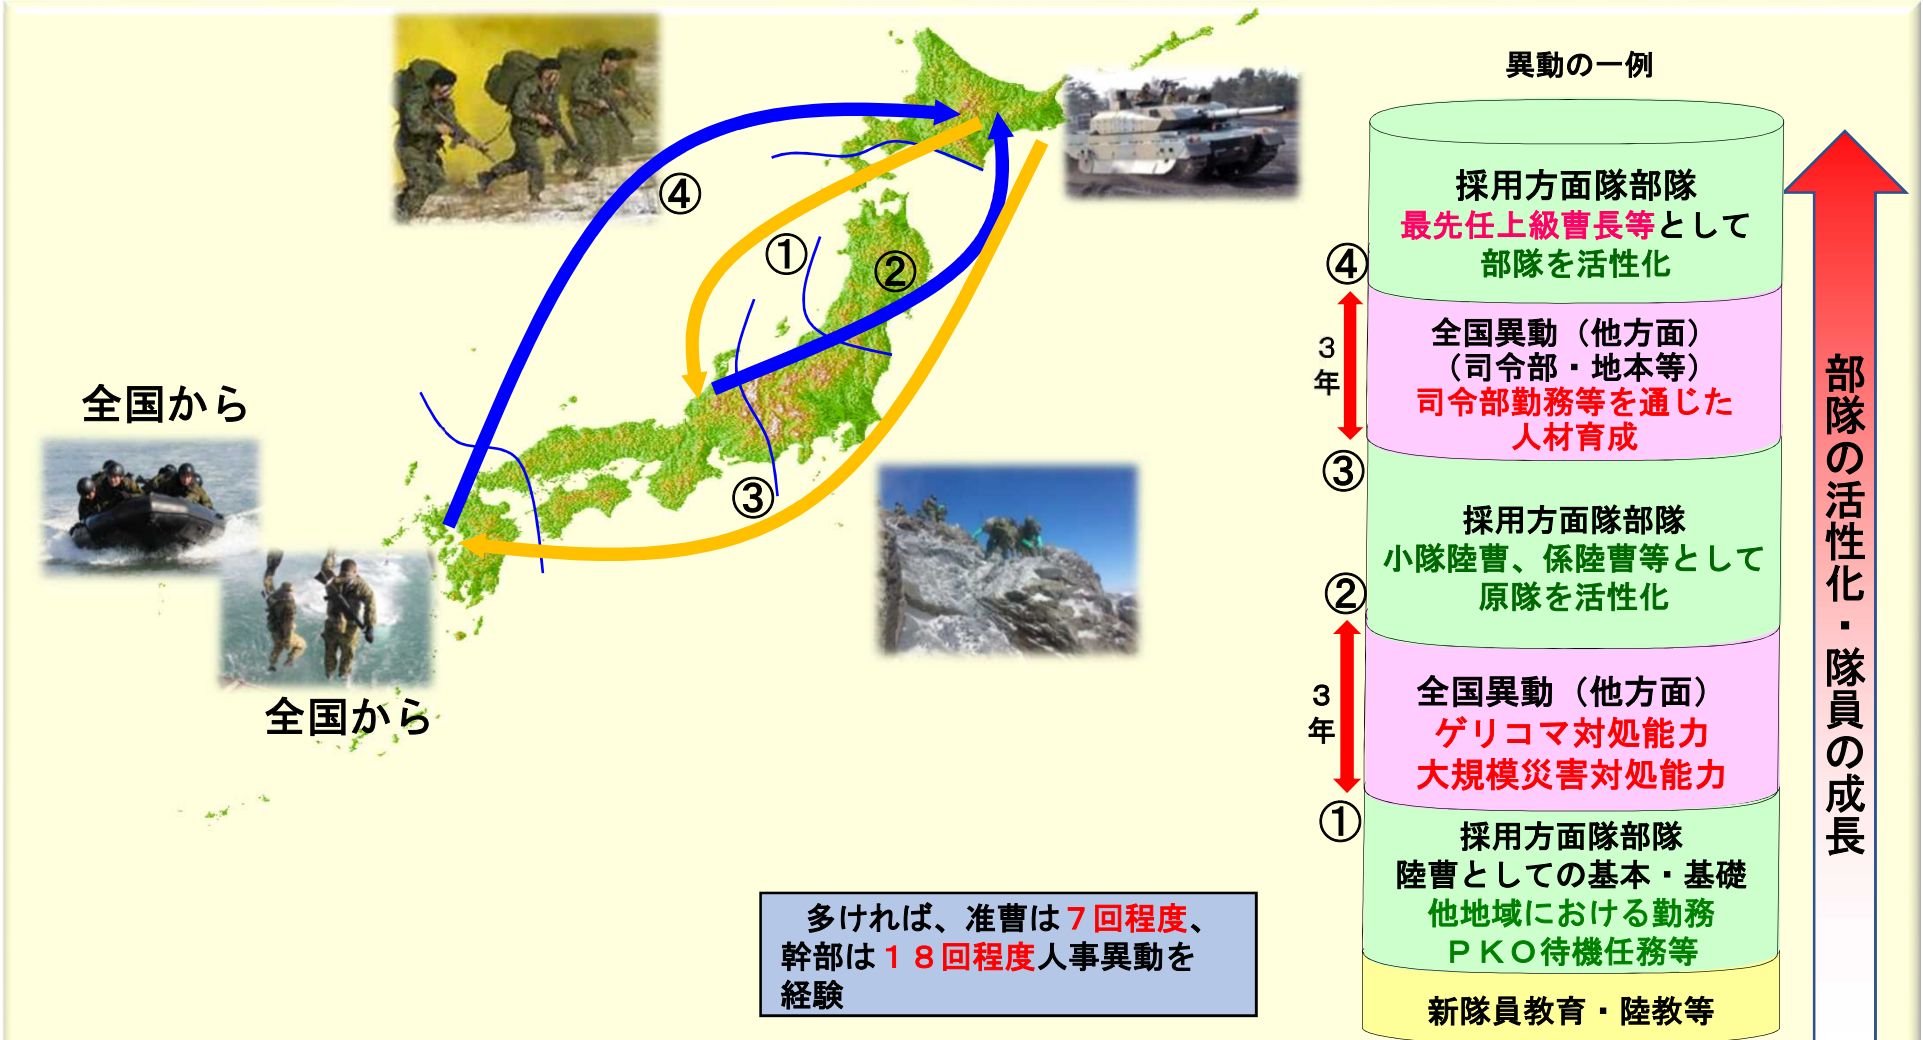 異動の一例
採用方面隊部隊
最先任上級曹長等として
部隊を活性化
④
全国異動（他方面）
（司令部・地本等）
司令部勤務等を通じた
人材育成
３
年
③
採用方面隊部隊
小隊陸曹、係陸曹等として
原隊を活性化
②
全国異動（他方面）
ゲリコマ対処能力
大規模災害対処能力
３
年
①
採用方面隊部隊
陸曹としての基本・基礎
他地域における勤務
ＰＫＯ待機任務等
新隊員教育・陸教等
部隊の活性化・隊員の成長
④
①
②
③
全国から
全国から
多ければ、准曹は７回程度、
幹部は１８回程度人事異動を
経験